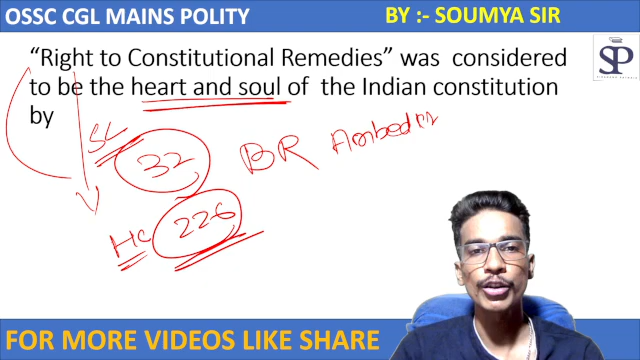 OSSC CGL MAINS POLITY
BY :- SOUMYA SIR
“Right to Constitutional Remedies” was considered
to be the heart and soul of the Indian constitution
by
SC
32
BR
HC
226
SP
FOR MORE VIDEOS LIKE SHARE